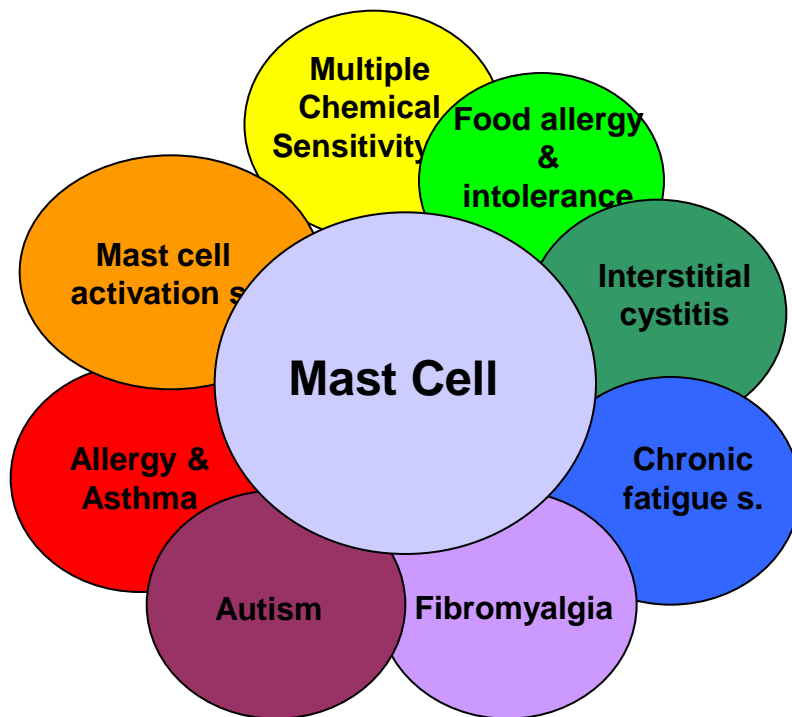 Multiple
Chemical
Sensitivity
Food allergy
&
intolerance
Mast cell
activation s
Interstitial
cystitis
Mast Cell
Allergy &
Asthma
Chronic
fatigue s.
Autism
Fibromyalgia